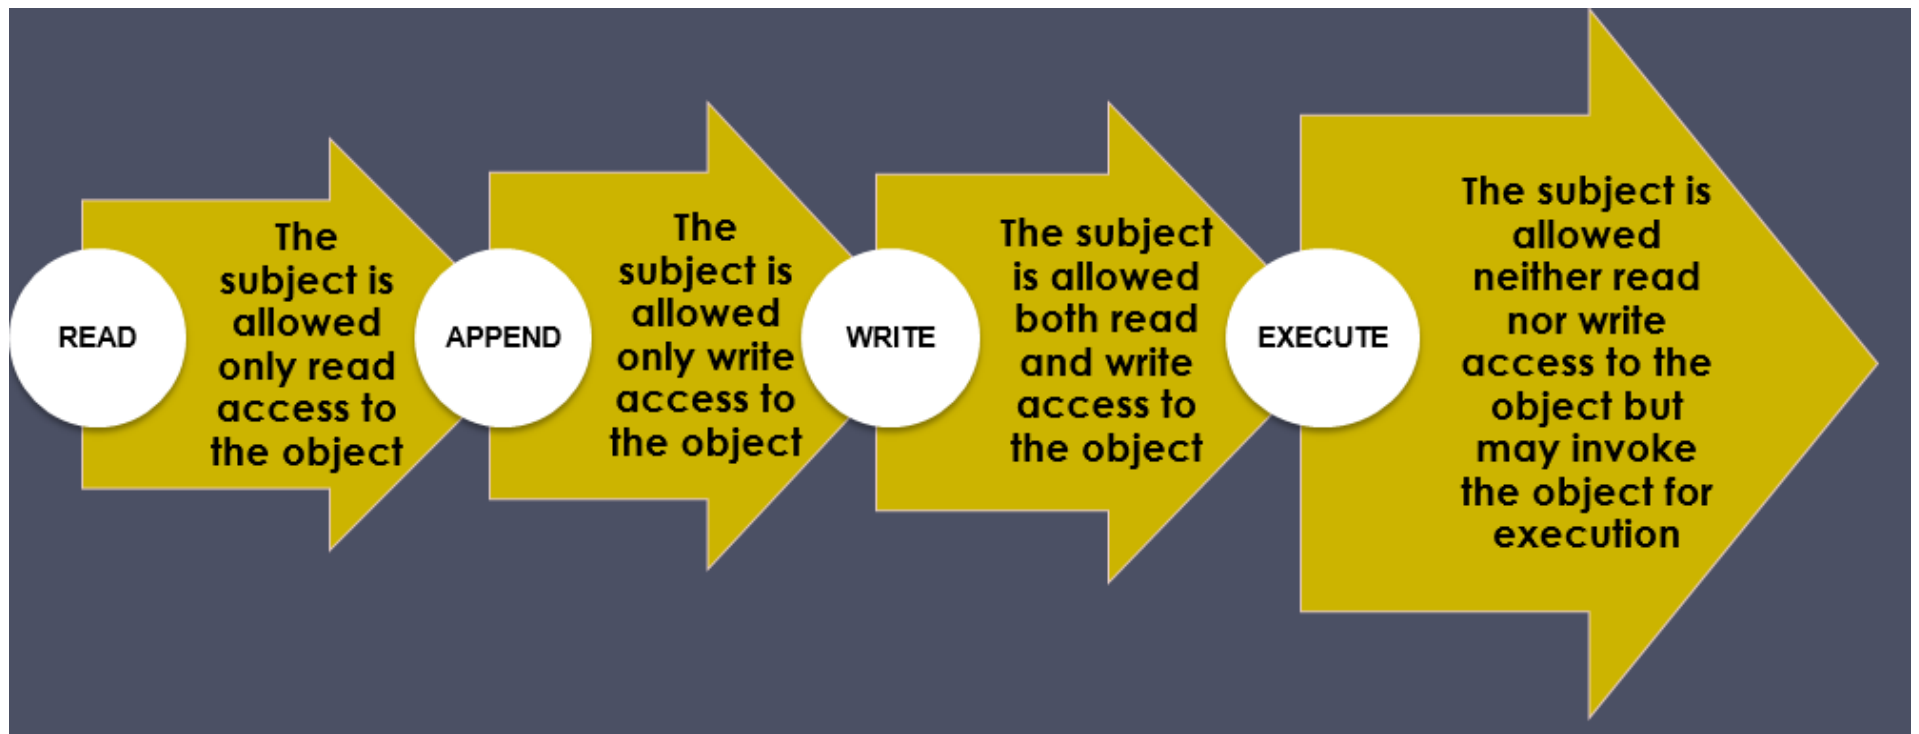 READ
The
subject is
allowed
only read
access to
the object
APPEND
The
subject is
allowed
only write
access to
the object
WRITE
The subject
is allowed
both read
and write
access to
the object
EXECUTE
The subject is
allowed
neither read
nor write
access to the
object but
may invoke
the object for
execution